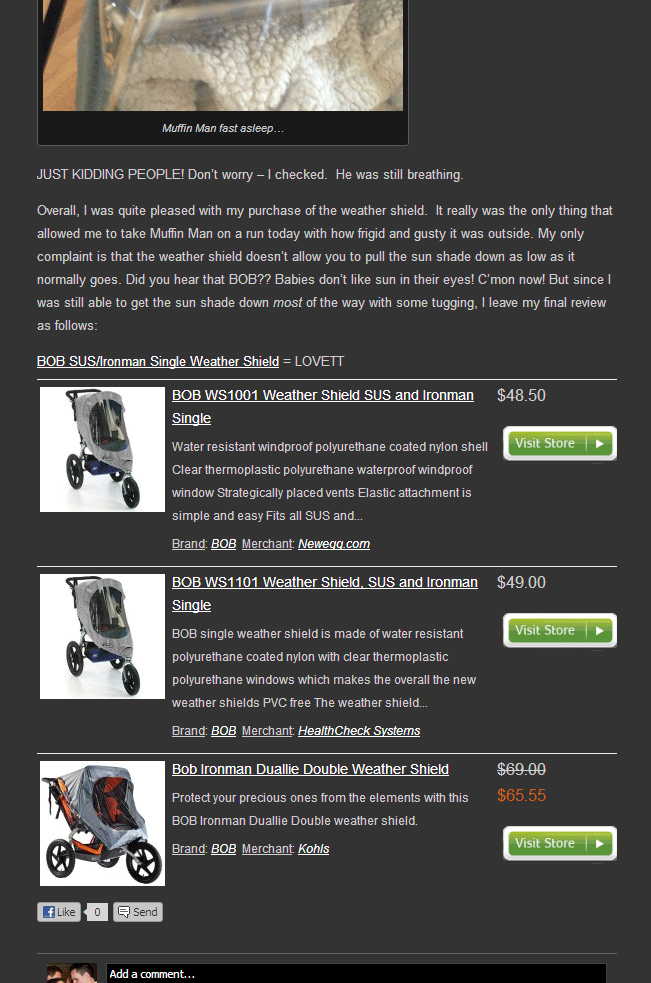 Muffin Man fast asleep…
JUST KIDDING PEOPLE! Don't worry – I checked.  He was still breathing.
Overall, I was quite pleased with my purchase of the weather shield.  It really was the only thing that
allowed me to take Muffin Man on a run today with how frigid and gusty it was outside. My only
complaint is that the weather shield doesn't allow you to pull the sun shade down as low as it
normally goes. Did you hear that BOB?? Babies don't like sun in their eyes! C'mon now! But since I
was still able to get the sun shade down most of the way with some tugging, I leave my final review
as follows:
BOB SUS/Ironman Single Weather Shield = LOVETT
BOB WS1001 Weather Shield SUS and Ironman
Single
$48.50
Visit Store
Water resistant windproof polyurethane coated nylon shell
Clear thermoplastic polyurethane waterproof windproof
window Strategically placed vents Elastic attachment is
simple and easy Fits all SUS and...
Brand: BOB  Merchant: Newegg.com
BOB WS1101 Weather Shield, SUS and Ironman
Single
$49.00
Visit Store
BOB single weather shield is made of water resistant
polyurethane coated nylon with clear thermoplastic
polyurethane windows which makes the overall the new
weather shields PVC free The weather shield...
Brand: BOB  Merchant: HealthCheck Systems
Bob Ironman Duallie Double Weather Shield
$69.00
$65.55
Visit Store
Protect your precious ones from the elements with this
BOB Ironman Duallie Double weather shield.
Brand: BOB  Merchant: Kohls
Like
0
Send
Add a comment...